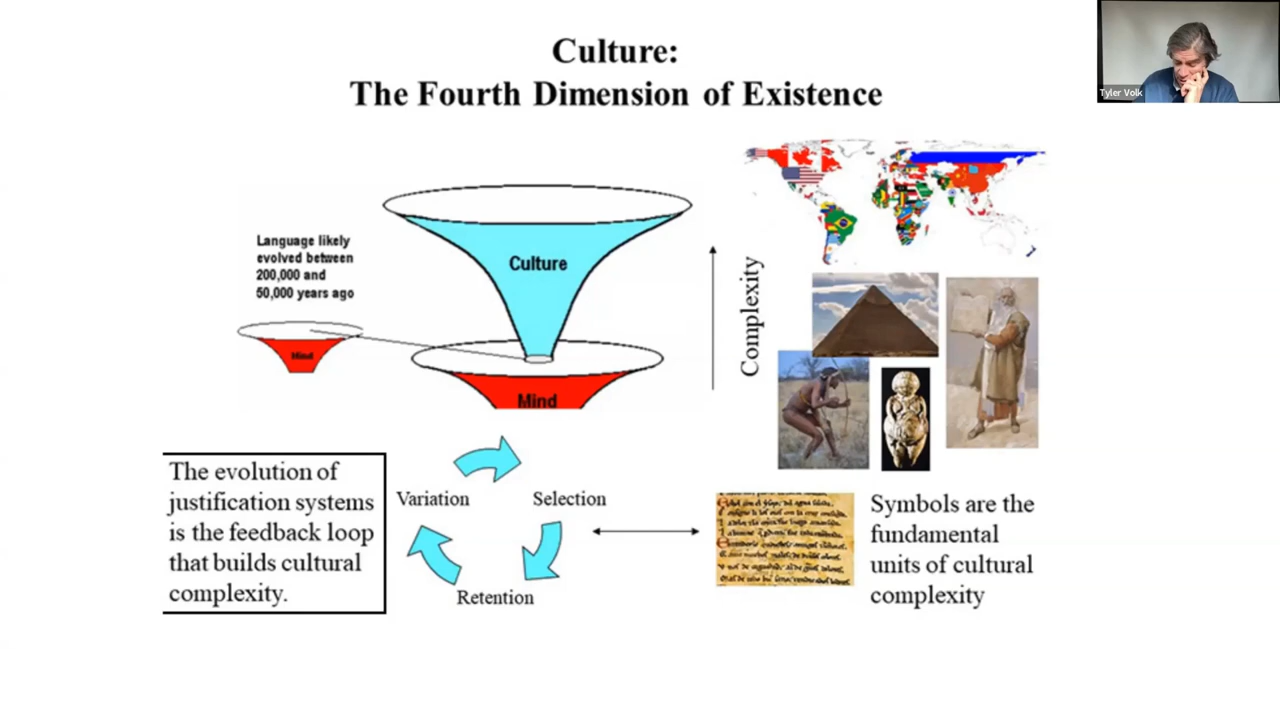 Culture:
The Fourth Dimension of Existence
Tyler Volk
Language likely
evolved between
200,000 and
50,000 years ago
Culture
Mind
Mind
Complexity
The evolution of
justification systems
is the feedback loop
that builds cultural
complexity.
Variation
Selection
Retention
Symbols are the
fundamental
units of cultural
complexity